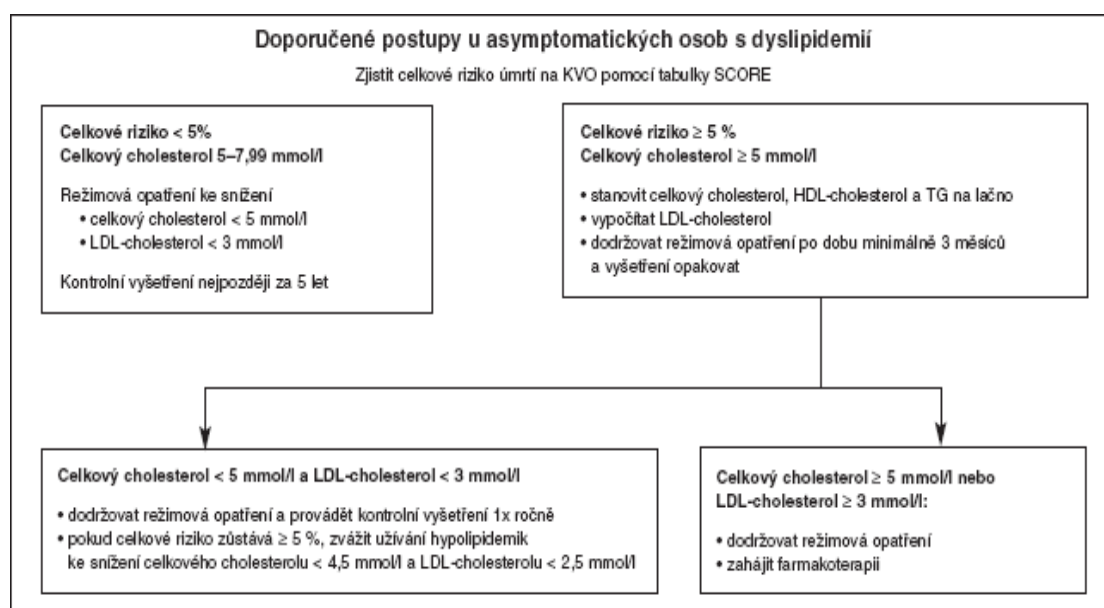 Doporučené postupy u asymptomatických osob s dyslipidemií
Zjistit celkové riziko úmrtí na KVO pomocí tabulky SCORE
Celkové riziko < 5%
Celkový cholesterol 5–7,99 mmol/l
Režimová opatření ke snížení
• celkový cholesterol < 5 mmol/l
• LDL-cholesterol < 3 mmol/l
Kontrolní vyšetření nejpozději za 5 let
Celkové riziko ≥ 5 %
Celkový cholesterol ≥ 5 mmol/l
• stanovit celkový cholesterol, HDL-cholesterol a TG na lačno
• vypočítat LDL-cholesterol
• dodržovat režimová opatření po dobu minimálně 3 měsíců
a vyšetření opakovat
Celkový cholesterol < 5 mmol/l a LDL-cholesterol < 3 mmol/l
• dodržovat režimová opatření a provádět kontrolní vyšetření 1x ročně
• pokud celkové riziko zůstává ≥ 5 %, zvážit užívání hypolipidemik
ke snížení celkového cholesterolu < 4,5 mmol/l a LDL-cholesterolu < 2,5 mmol/l
Celkový cholesterol ≥ 5 mmol/l nebo
LDL-cholesterol ≥ 3 mmol/l:
• dodržovat režimová opatření
• zahájit farmakoterapii